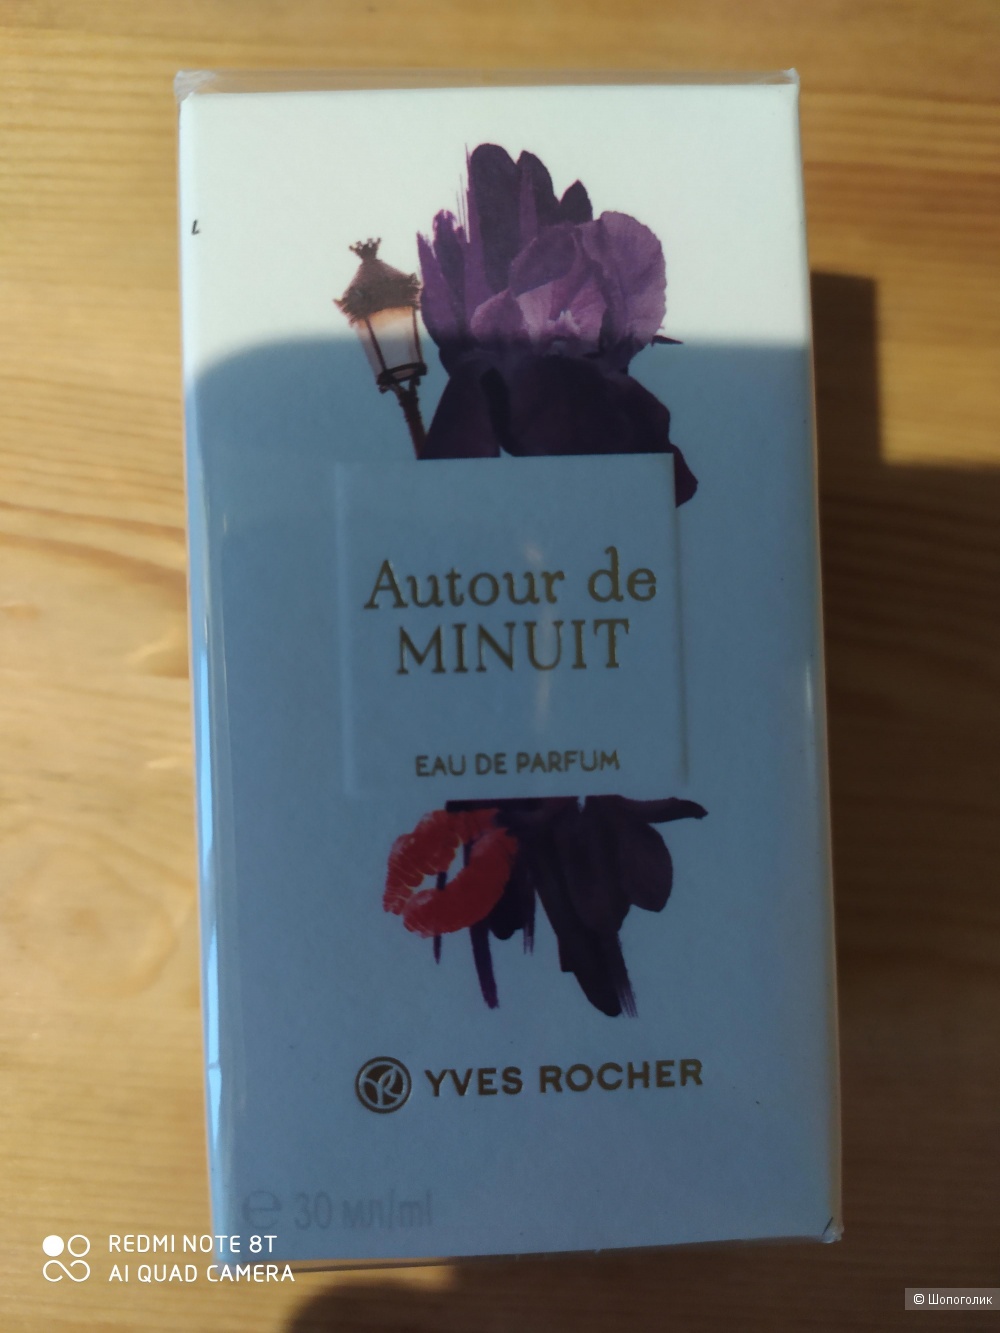 Autour de
MINUIT
EAU DE PARFUM
YVES ROCHER
e 30 мл/ml
REDMI NOTE 8T
AI QUAD CAMERA
© Шопоголик